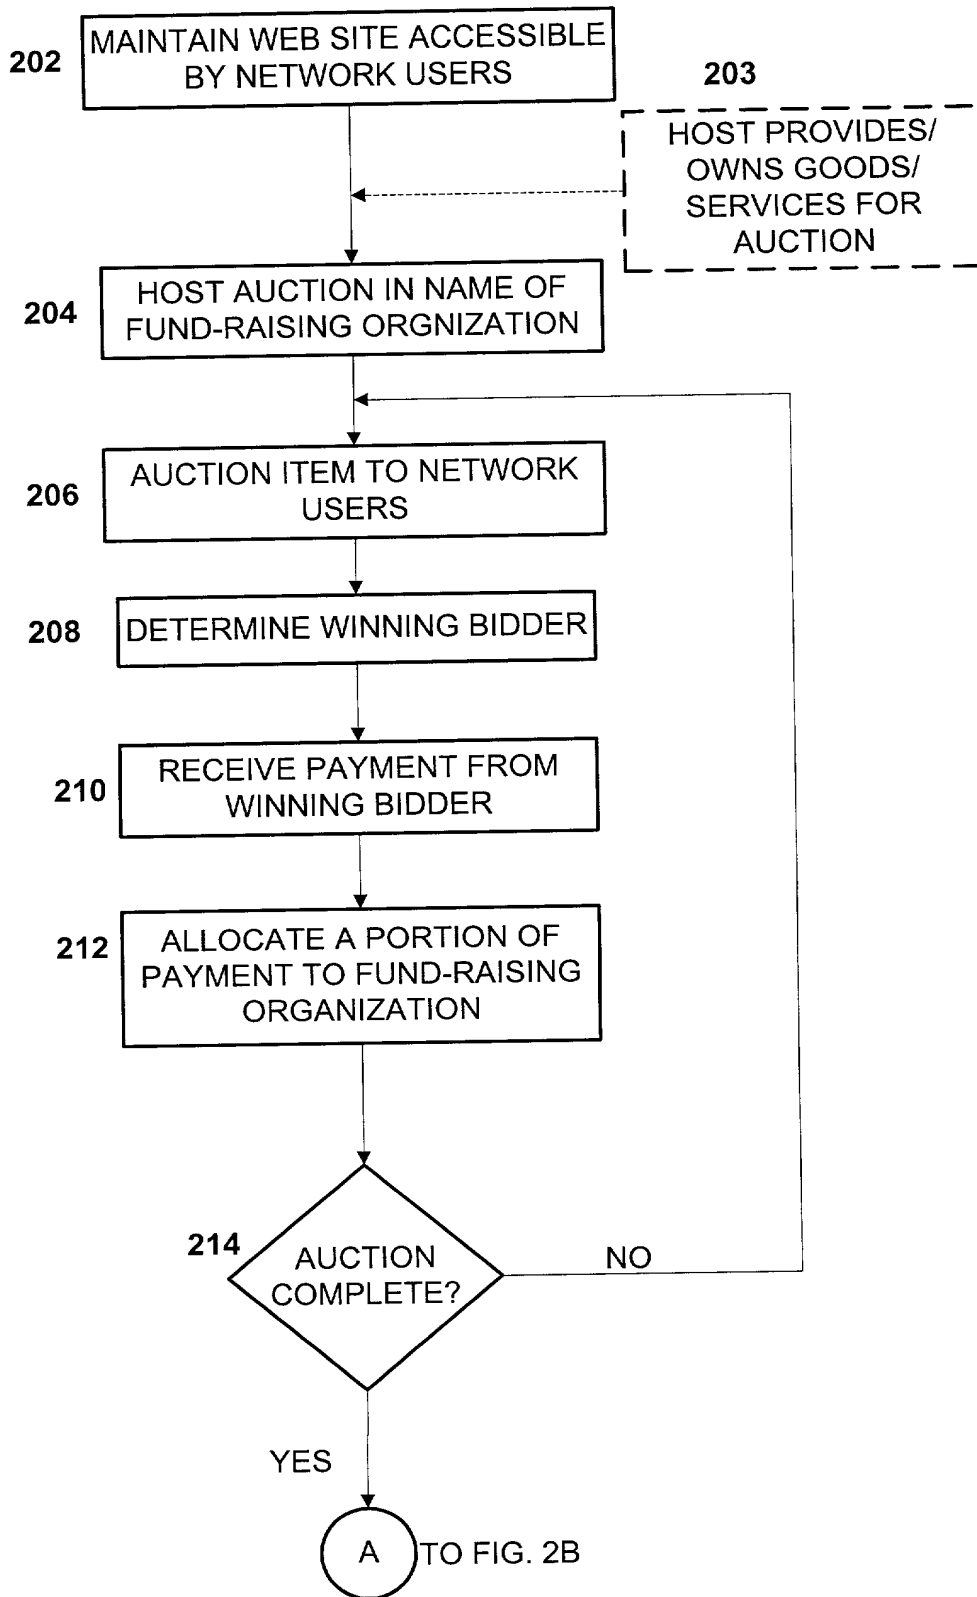 202
MAINTAIN WEB SITE ACCESSIBLE
BY NETWORK USERS
203
HOST PROVIDES/
OWNS GOODS/
SERVICES FOR
AUCTION
204
HOST AUCTION IN NAME OF
FUND-RAISING ORGNIZATION
206
AUCTION ITEM TO NETWORK
USERS
208
DETERMINE WINNING BIDDER
210
RECEIVE PAYMENT FROM
WINNING BIDDER
212
ALLOCATE A PORTION OF
PAYMENT TO FUND-RAISING
ORGANIZATION
214
AUCTION
COMPLETE?
NO
YES
A
TO FIG. 2B